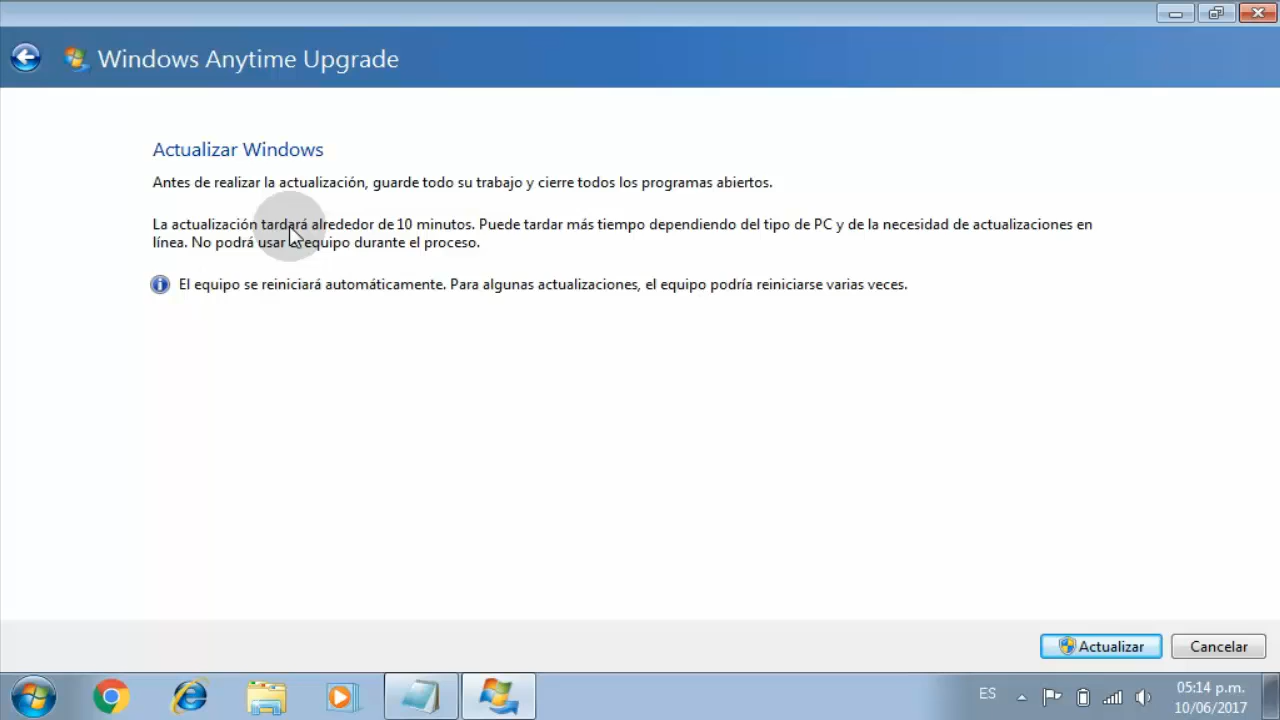 Windows Anytime Upgrade
Actualizar Windows
Antes de realizar la actualización, guarde todo su trabajo y cierre todos los programas abiertos.
La actualización tardará alrededor de 10 minutos. Puede tardar más tiempo dependiendo del tipo de PC y de la necesidad de actualizaciones en
línea. No podrá usar equipo durante el proceso.
El equipo se reiniciará automáticamente. Para algunas actualizaciones, el equipo podría reiniciarse varias veces.
Actualizar
Cancelar
ES
05:14 p.m.
10/06/2017